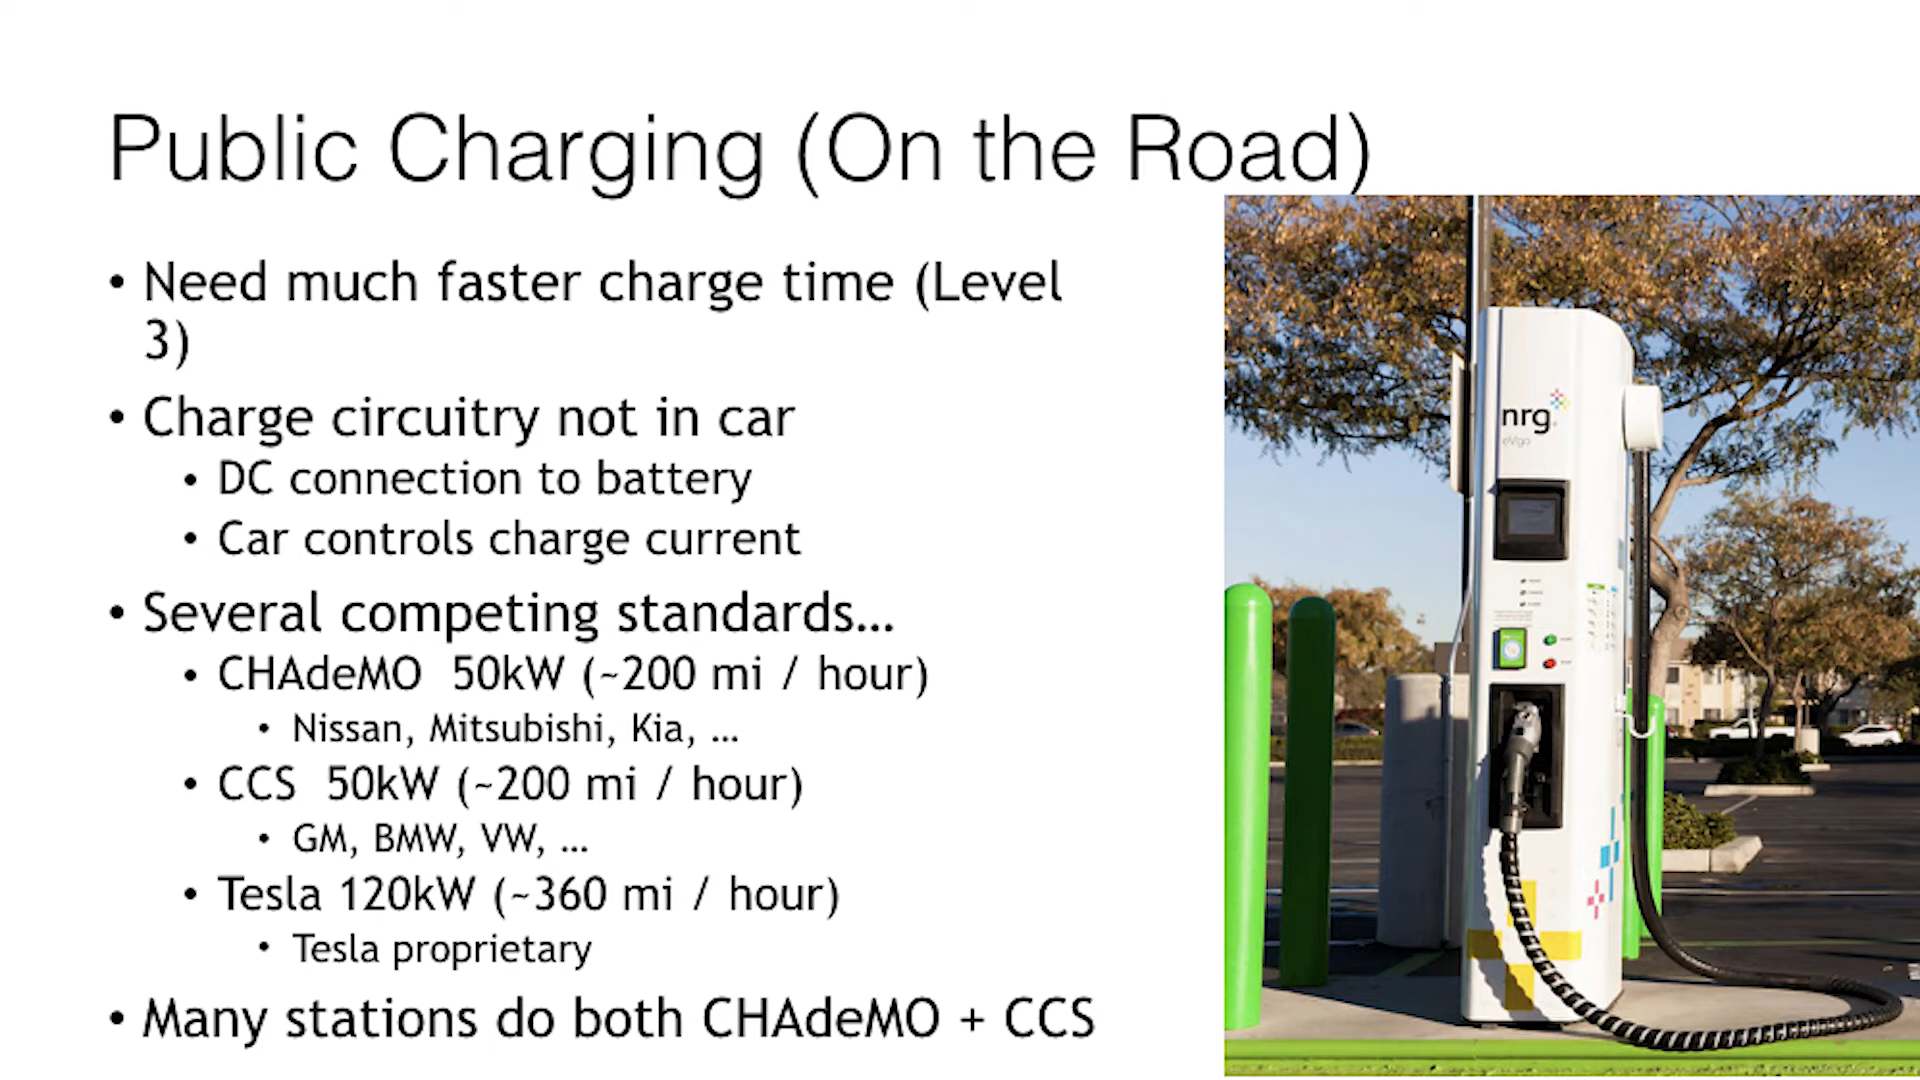 Public Charging (On the Road)
• Need much faster charge time (Level
3)
• Charge circuitry not in car
• DC connection to battery
• Car controls charge current
• Several competing standards…
• CHAdeMO 50kW (~200 mi / hour)
• Nissan, Mitsubishi, Kia, …
• CCS 50kW (~200 mi / hour)
• GM, BMW, VW, …
• Tesla 120kW (~360 mi / hour)
• Tesla proprietary
• Many stations do both CHAdeMO + CCS
nrg
eVgo